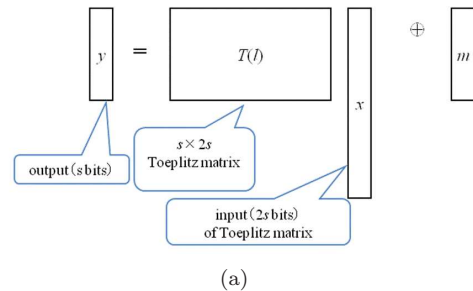 y = T(l) x ⊕ m
output (s bits)
s × 2s
Toeplitz matrix
input (2s bits)
of Toeplitz matrix
(a)